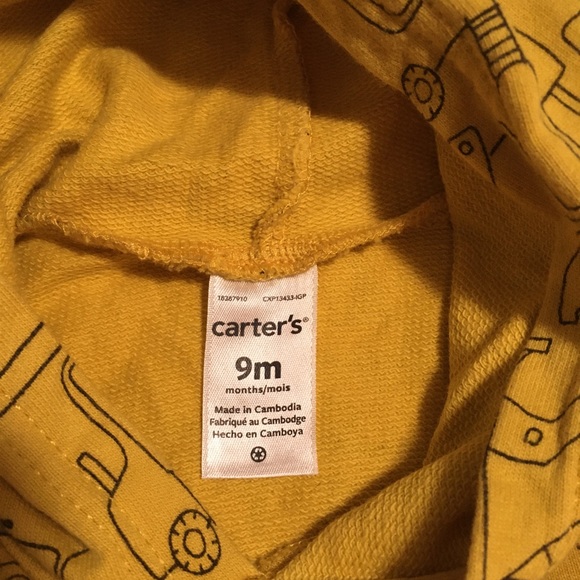 18387910 CXP13433-IGP
carter's®
9m
months/mois
Made in Cambodia
Fabriqué au Cambodge
Hecho en Camboya